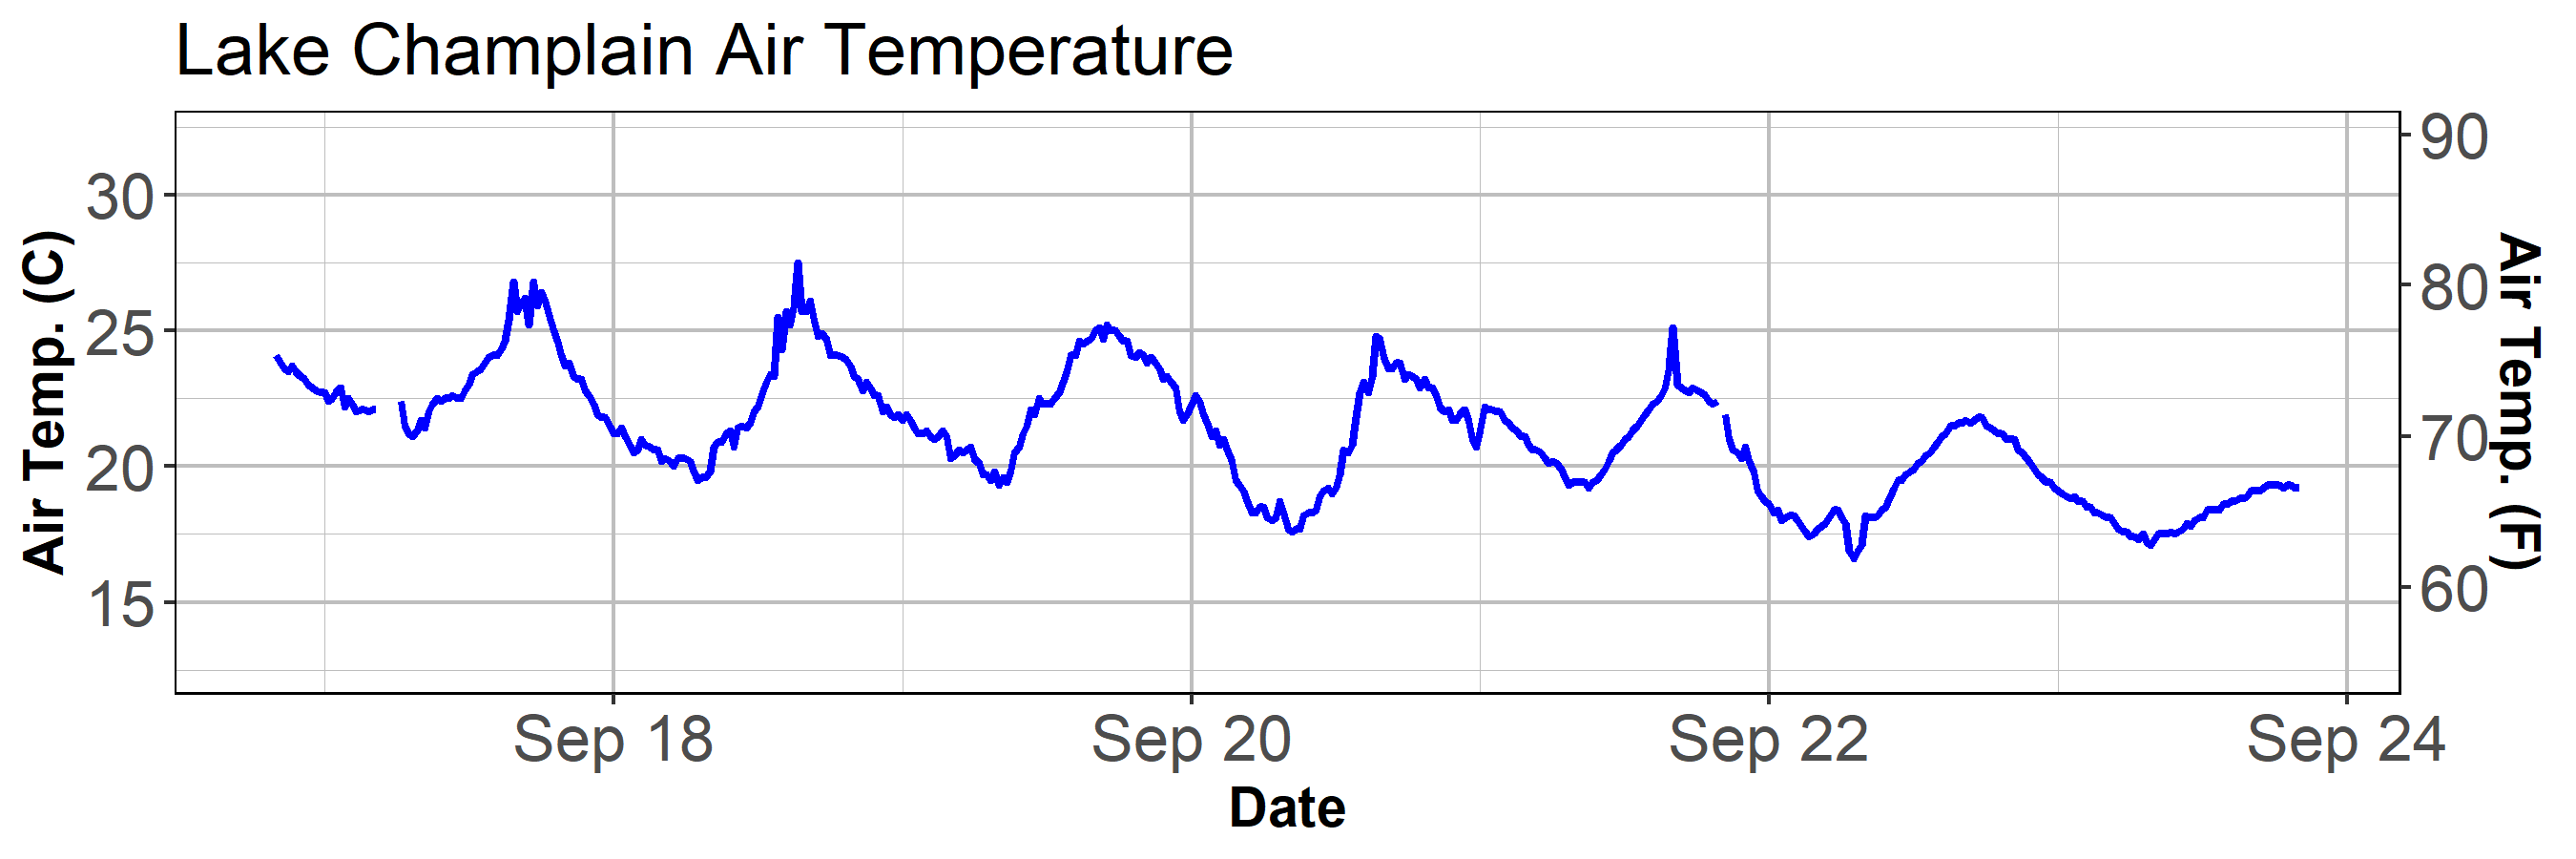 Lake Champlain Air Temperature
Air Temp. (C)
30
25
20
15
90
80
70
60
Air Temp. (F)
Sep 18
Sep 20
Sep 22
Sep 24
Date